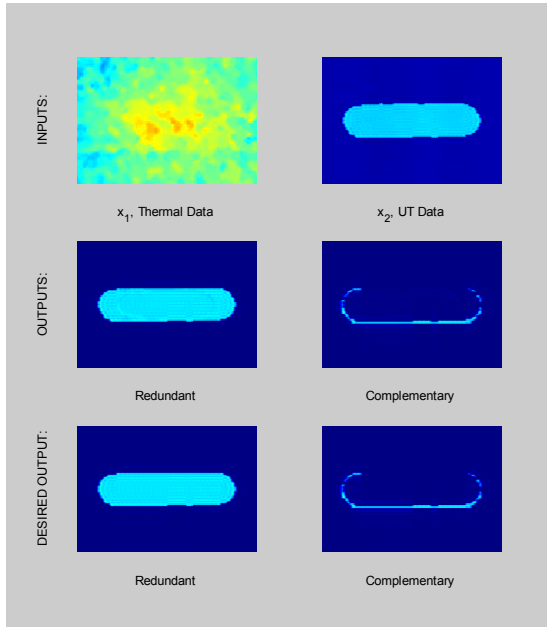 INPUTS:
x1, Thermal Data
x2, UT Data
OUTPUTS:
Redundant
Complementary
DESIRED OUTPUT:
Redundant
Complementary